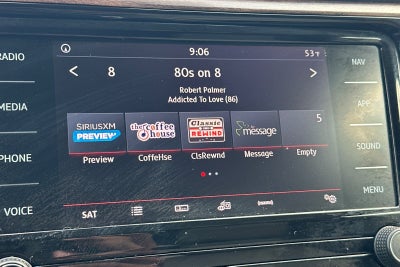 RADIO
MEDIA
PHONE
VOICE
9:06
53°F
8
80s on 8
Robert Palmer
Addicted To Love (86)
SIRIUSXM
PREVIEW
the coffee
house
Classic
REWIND
the
message
5
Preview
CoffeHse
ClsRewnd
Message
Empty
SAT
NAV
APP
SOUND
MENU